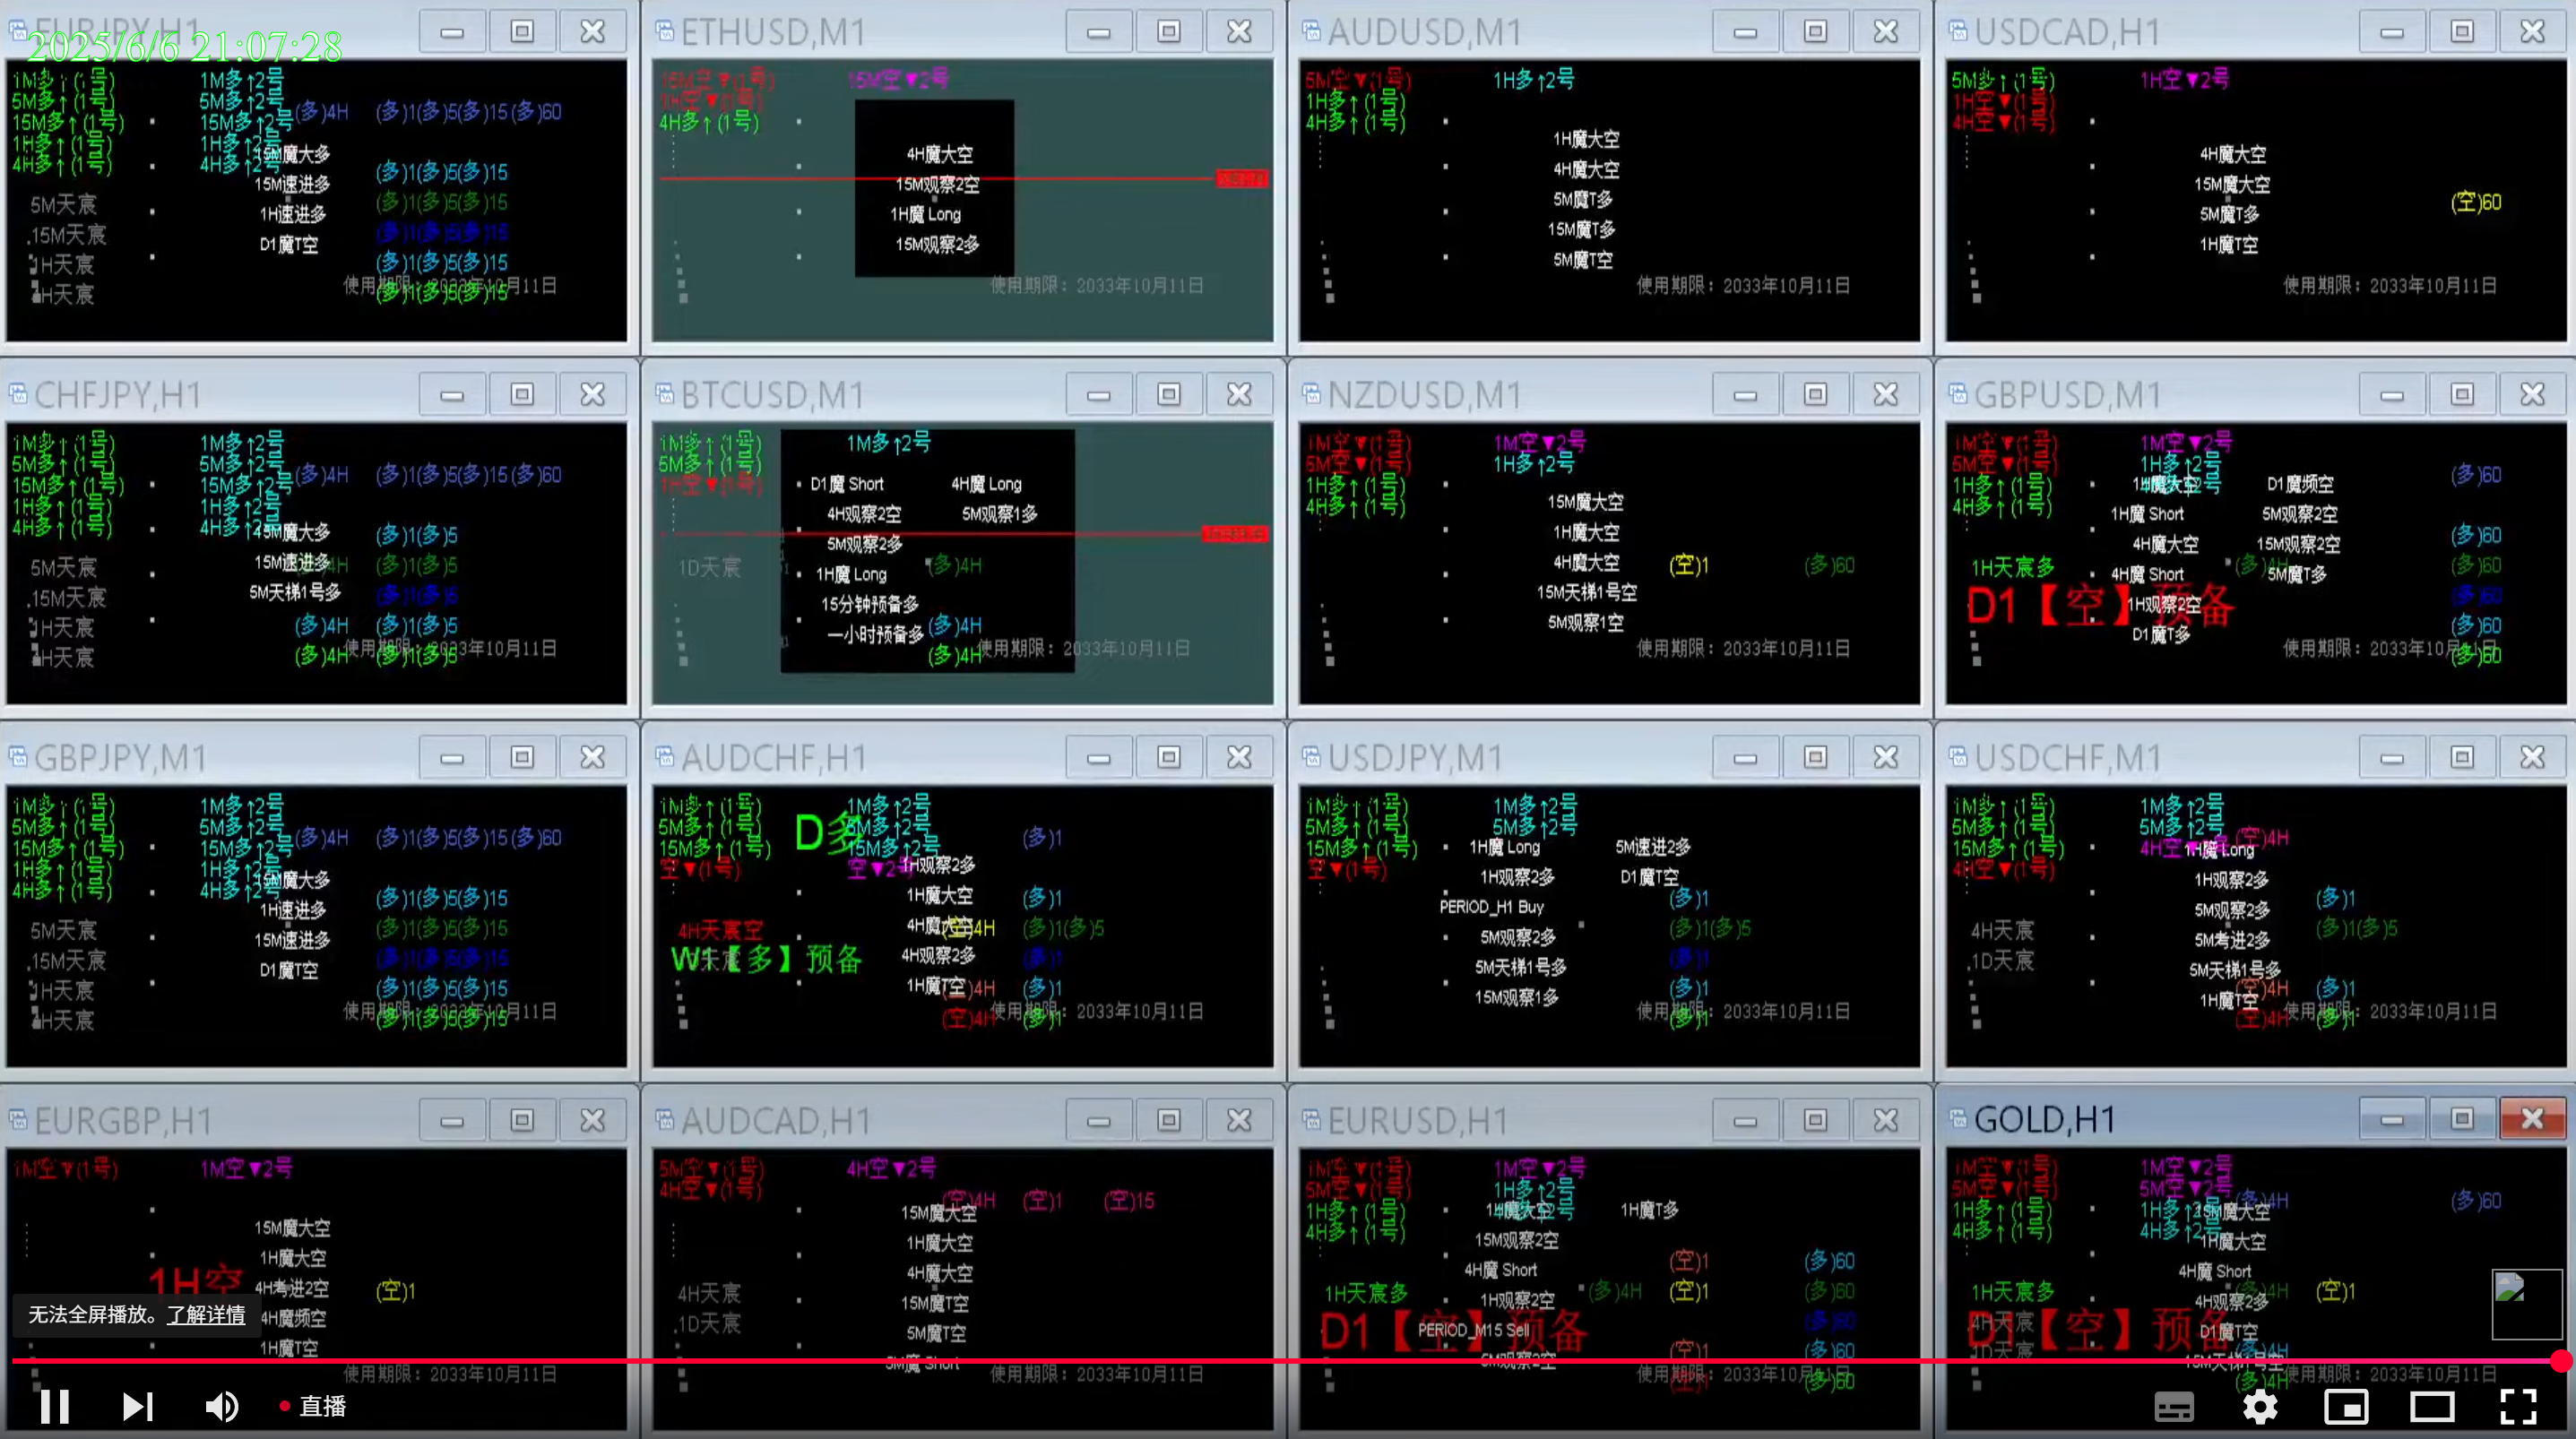 EURJPY,H1
2025/6/6 21:07:28
1M多↑(1号)
1M多↑2号
5M多↑(1号)
5M多↑2号
(多)4H (多)1(多)5(多)15(多)60
15M多↑(1号)
15M多↑2号
1H多↑(1号)
1H多↑2号
15M魔大多
4H多↑(1号)
4H多↑2号
(多)1(多)5(多)15
15M速进多
5M天宸
(多)1(多)5(多)15
1H速进多
15M天宸
(多)1(多)5(多)15
D1魔T空
1H天宸
(多)1(多)5(多)15
使用期限：2033年10月11日
4H天宸
(多)1(多)5(多)15
ETHUSD,M1
15M空▼(1号)
15M空▼2号
1H空▼(1号)
4H多↑(1号)
4H魔大空
15M观察2空
1H魔 Long
15M观察2多
使用期限：2033年10月11日
AUDUSD,M1
5M空▼(1号)
1H多↑2号
1H多↑(1号)
4H多↑(1号)
1H魔大空
4H魔大空
5M魔T多
15M魔T多
5M魔T空
使用期限：2033年10月11日
USDCAD,H1
5M多↑(1号)
1H空▼2号
1H空▼(1号)
4H空▼(1号)
4H魔大空
15M魔大空
(空)60
5M魔T多
1H魔T空
使用期限：2033年10月11日
CHFJPY,H1
1M多↑(1号)
1M多↑2号
5M多↑(1号)
5M多↑2号
(多)4H (多)1(多)5(多)15(多)60
15M多↑(1号)
15M多↑2号
1H多↑(1号)
1H多↑2号
4H多↑(1号)
4H多↑2号
15M魔大多
(多)1(多)5
5M天宸
15M速进多
(多)1(多)5
15M天宸
5M天梯1号多
(多)1(多)5
1H天宸
(多)4H (多)1(多)5
4H天宸
(多)4H (多)1(多)5
使用期限：2033年10月11日
BTCUSD,M1
1M多↑(1号)
1M多↑2号
5M多↑(1号)
1H空▼(1号)
D1魔 Short
4H魔 Long
4H观察2空
5M观察1多
5M观察2多
1D天宸
1H魔 Long
(多)4H
15分钟预备多
一小时预备多
(多)4H
(多)4H
使用期限：2033年10月11日
NZDUSD,M1
1M空▼(1号)
1M空▼2号
5M空▼(1号)
1H多↑2号
1H多↑(1号)
4H多↑(1号)
15M魔大空
1H魔大空
4H魔大空
(空)1
(多)60
15M天梯1号空
5M观察1空
使用期限：2033年10月11日
GBPUSD,M1
1M空▼(1号)
1M空▼2号
5M空▼(1号)
1H多↑2号
(多)60
1H多↑(1号)
1H魔大空
D1魔频空
4H多↑(1号)
1H魔 Short
5M观察2空
4H魔大空
15M观察2空
(多)60
1H天宸多
4H魔 Short
(多)4H
5M魔T多
(多)60
D1【空】预备
1H观察2空
(多)60
D1魔T多
(多)60
使用期限：2033年10月11日
(多)60
GBPJPY,M1
1M多↑(1号)
1M多↑2号
5M多↑(1号)
5M多↑2号
(多)4H (多)1(多)5(多)15(多)60
15M多↑(1号)
15M多↑2号
1H多↑(1号)
1H多↑2号
15M魔大多
4H多↑(1号)
4H多↑2号
(多)1(多)5(多)15
1H速进多
5M天宸
(多)1(多)5(多)15
15M速进多
15M天宸
(多)1(多)5(多)15
D1魔T空
1H天宸
(多)1(多)5(多)15
使用期限：2033年10月11日
4H天宸
(多)1(多)5(多)15
AUDCHF,H1
1M多↑(1号)
1M多↑2号
5M多↑(1号)
D多
5M多↑2号
(多)1
15M多↑(1号)
15M多↑2号
空▼(1号)
空▼2号
1H观察2多
1H魔大空
(多)1
4H天宸空
4H魔大空
(空)4H
(多)1(多)5
W1【多】预备
4H观察2多
(多)1
1H魔T空
(空)4H
(多)1
(空)4H
(多)1
使用期限：2033年10月11日
USDJPY,M1
1M多↑(1号)
1M多↑2号
5M多↑(1号)
5M多↑2号
15M多↑(1号)
1H魔 Long
5M速进2多
空▼(1号)
1H观察2多
D1魔T空
(多)1
PERIOD_H1 Buy
(多)1(多)5
5M观察2多
(多)1
5M天梯1号多
(多)1
15M观察1多
(多)1
使用期限：2033年10月11日
USDCHF,M1
1M多↑(1号)
1M多↑2号
5M多↑(1号)
5M多↑2号
(空)4H
15M多↑(1号)
1H魔 Long
4H空▼(1号)
1H观察2多
(多)1
5M观察2多
4H天宸
5M考进2多
(多)1(多)5
1D天宸
5M天梯1号多
(空)4H
(多)1
1H魔T空
(空)4H
(多)1
使用期限：2033年10月11日
EURGBP,H1
1M空▼(1号)
1M空▼2号
15M魔大空
1H魔大空
1H空
4H考进2空
(空)1
4H魔频空
1H魔T空
使用期限：2033年10月11日
AUDCAD,H1
5M空▼(1号)
4H空▼2号
4H空▼(1号)
(空)4H (空)1 (空)15
15M魔大空
1H魔大空
4H魔大空
4H天宸
15M魔T空
1D天宸
5M魔T空
5M魔 Short
使用期限：2033年10月11日
EURUSD,H1
1M空▼(1号)
1M空▼2号
5M空▼(1号)
1H多↑2号
1H多↑(1号)
1H魔大空
1H魔T多
4H多↑(1号)
15M观察2空
(空)1
(多)60
4H魔 Short
1H天宸多
1H观察2空
(多)4H
(空)1
(多)60
D1【空】预备
PERIOD_M15 Sell
(多)60
5M观察2空
(空)1
(多)60
使用期限：2033年10月11日
(空)1
(多)60
GOLD,H1
1M空▼(1号)
1M空▼2号
5M空▼(1号)
5M空▼2号
(多)4H
(多)60
1H多↑(1号)
1H多↑2号
15M魔大空
4H多↑(1号)
4H多↑2号
1H魔大空
4H魔 Short
1H天宸多
4H观察2多
(多)4H
(空)1
4H天宸
D1【空】预备
D1魔T空
1D天宸
(多)4H
15M天梯1号空
(多)4H
使用期限：2033年10月11日
无法全屏播放。了解详情
直播